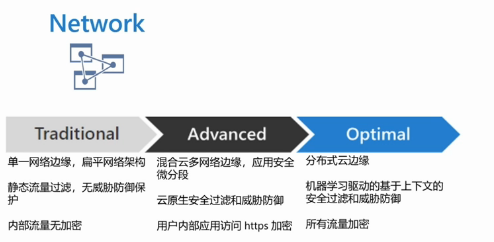 Network
Traditional
Advanced
Optimal
单一网络边缘，扁平网络架构
静态流量过滤，无威胁防御保
护
内部流量无加密
混合云多网络边缘，应用安全
微分段
云原生安全过滤和威胁防御
用户内部应用访问 https 加密
分布式云边缘
机器学习驱动的基于上下文的
安全过滤和威胁防御
所有流量加密